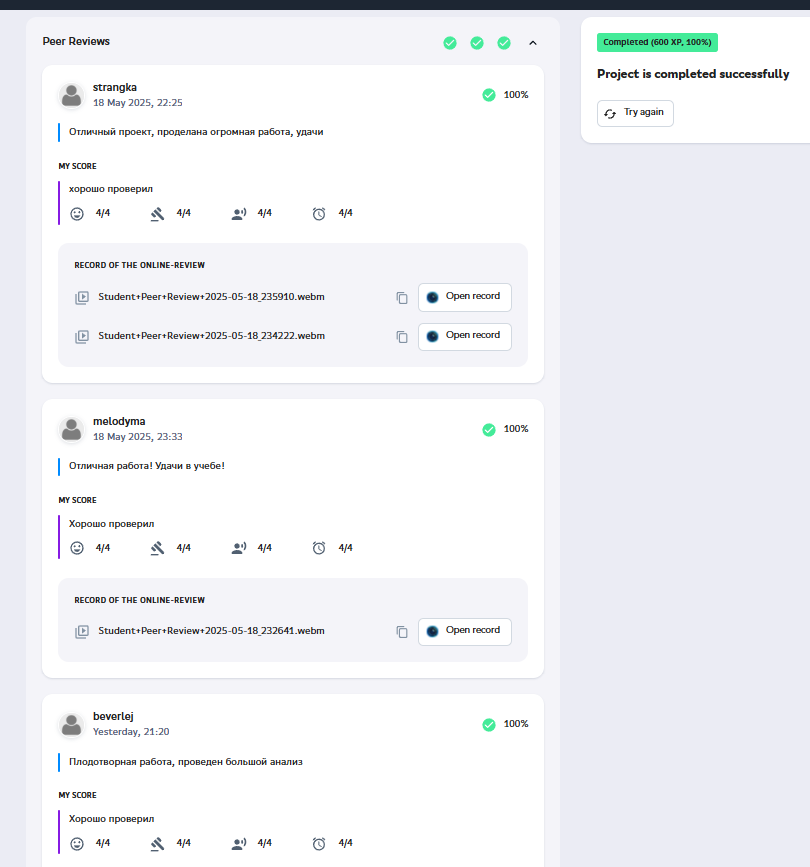 Peer Reviews
Completed (600 XP, 100%)
Project is completed successfully
Try again
strangka
18 May 2025, 22:25
100%
Отличный проект, проделана огромная работа, удачи
MY SCORE
хорошо проверил
4/4 4/4 4/4 4/4
RECORD OF THE ONLINE-REVIEW
Student+Peer+Review+2025-05-18_235910.webm Open record
Student+Peer+Review+2025-05-18_234222.webm Open record
melodyma
18 May 2025, 23:33
100%
Отличная работа! Удачи в учебе!
MY SCORE
Хорошо проверил
4/4 4/4 4/4 4/4
RECORD OF THE ONLINE-REVIEW
Student+Peer+Review+2025-05-18_232641.webm Open record
beverlej
Yesterday, 21:20
100%
Плодотворная работа, проведен большой анализ
MY SCORE
Хорошо проверил
4/4 4/4 4/4 4/4